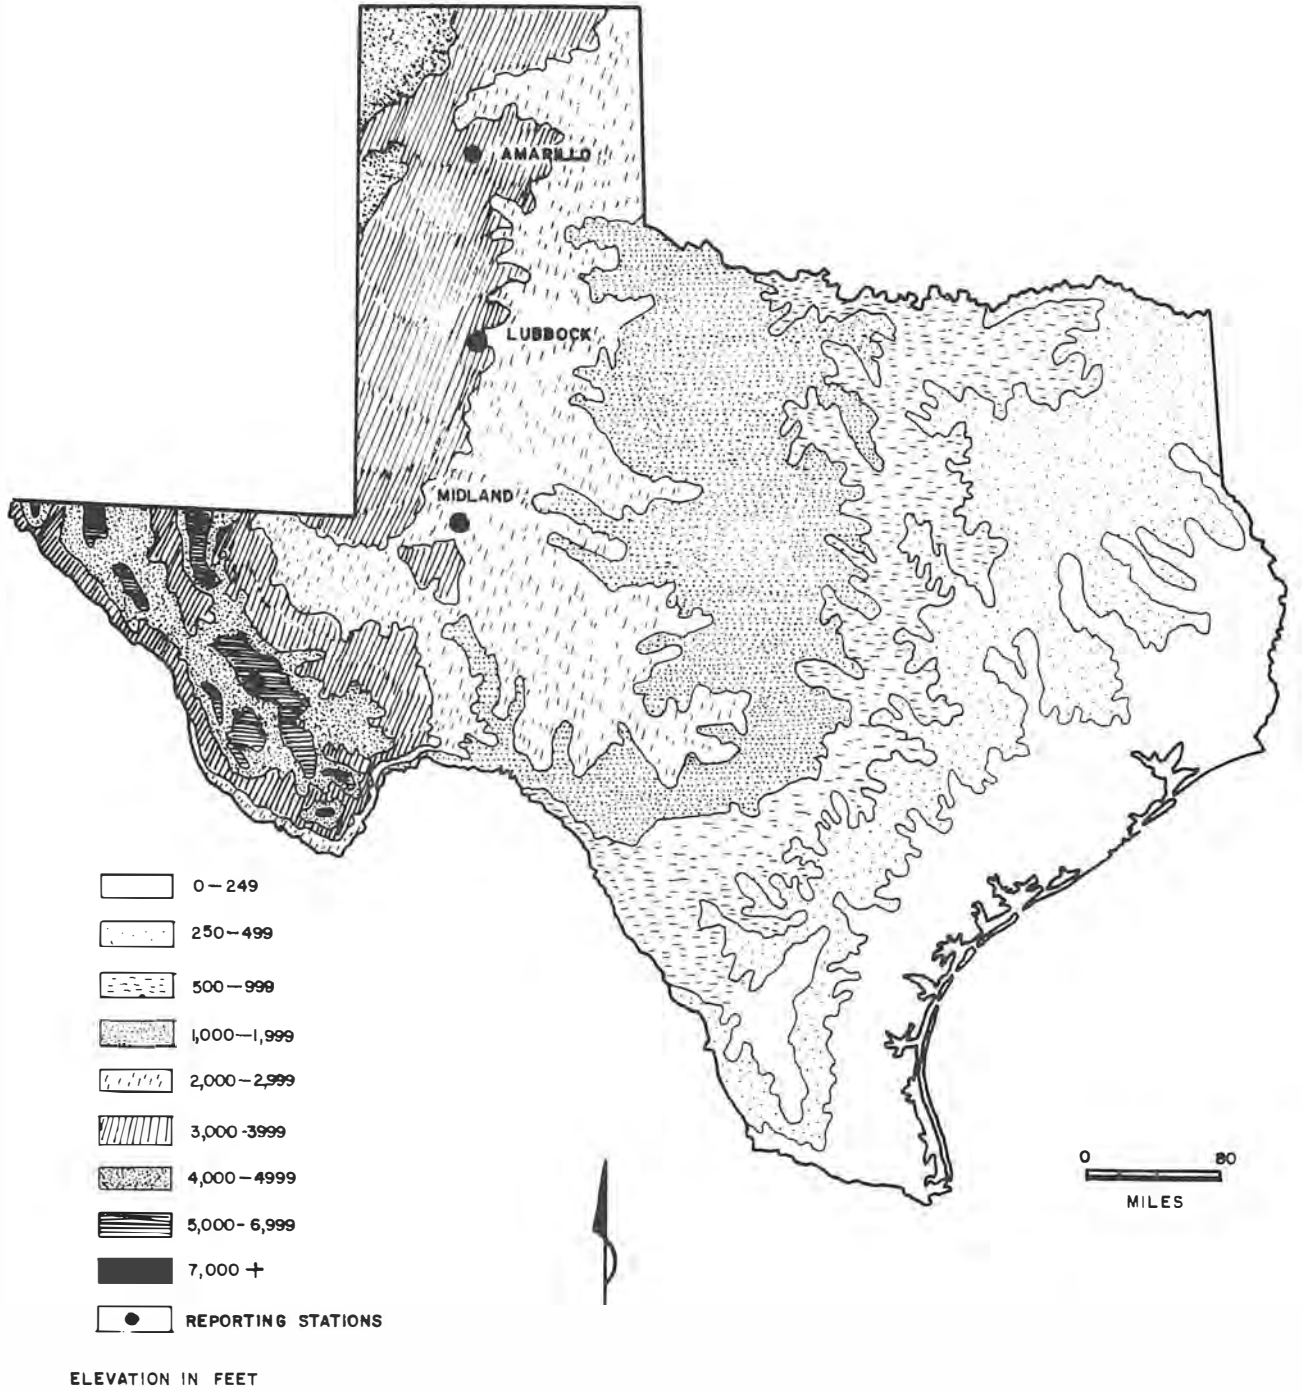 AMARILLO
LUBBOCK
MIDLAND
0-249
250-499
500-999
1,000-1,999
2,000-2,999
3,000-3999
4,000-4999
5,000-6,999
7,000 +
REPORTING STATIONS
ELEVATION IN FEET
0 80
MILES